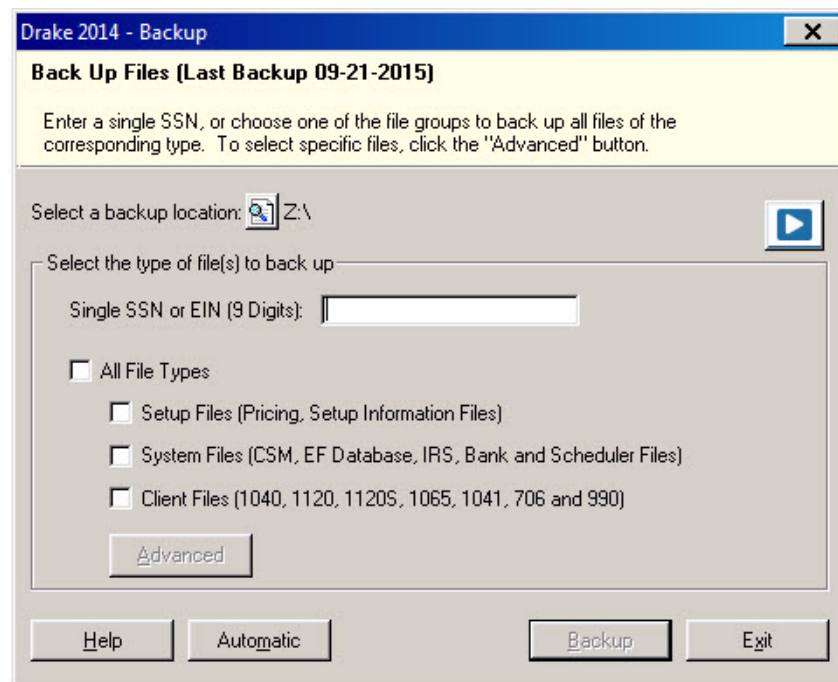 Drake 2014 - Backup
Back Up Files (Last Backup 09-21-2015)
Enter a single SSN, or choose one of the file groups to back up all files of the
corresponding type.  To select specific files, click the "Advanced" button.
Select a backup location: Z:\
Select the type of file(s) to back up
Single SSN or EIN (9 Digits):
All File Types
Setup Files (Pricing, Setup Information Files)
System Files (CSM, EF Database, IRS, Bank and Scheduler Files)
Client Files (1040, 1120, 1120S, 1065, 1041, 706 and 990)
Advanced
Help Automatic Backup Exit